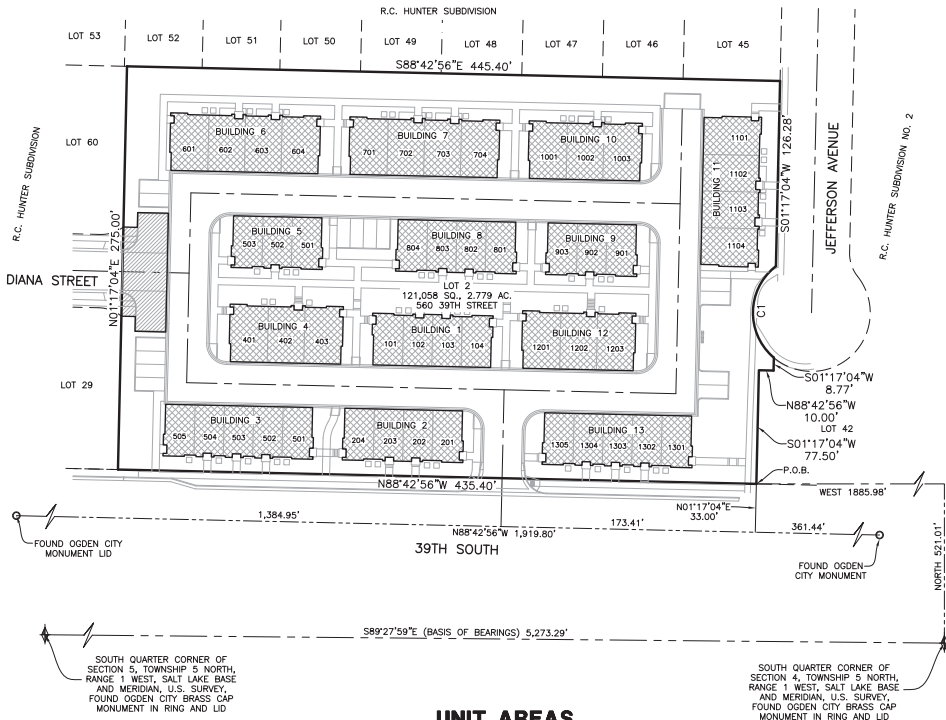 R.C. HUNTER SUBDIVISION
LOT 53
LOT 52
LOT 51
LOT 50
LOT 49
LOT 48
LOT 47
LOT 46
LOT 45
S88°42'56"E 445.40'
LOT 60
R.C. HUNTER SUBDIVISION
BUILDING 6
601 602 603 604
BUILDING 7
701 702 703 704
BUILDING 10
1001 1002 1003
BUILDING 11
1101
1102
1103
1104
S01°17'04"W 126.28'
JEFFERSON AVENUE
R.C. HUNTER SUBDIVISION NO. 2
N01°17'04"E 275.00'
DIANA STREET
BUILDING 5
503 502 501
BUILDING 8
804 803 802 801
BUILDING 9
903 902 901
LOT 2
121,058 SQ., 2.779 AC.
560 39TH STREET
BUILDING 4
401 402 403
BUILDING 1
101 102 103 104
BUILDING 12
1201 1202 1203
C1
LOT 29
S01°17'04"W
8.77'
N88°42'56"W
10.00'
LOT 42
S01°17'04"W
77.50'
BUILDING 3
505 504 503 502 501
BUILDING 2
204 203 202 201
BUILDING 13
1305 1304 1303 1302 1301
P.O.B.
N88°42'56"W 435.40'
WEST 1885.98'
N01°17'04"E
33.00'
1,384.95'
173.41'
361.44'
N88°42'56"W 1,919.80'
39TH SOUTH
FOUND OGDEN CITY
MONUMENT LID
FOUND OGDEN
CITY MONUMENT
NORTH 521.01'
S89°27'59"E (BASIS OF BEARINGS) 5,273.29'
SOUTH QUARTER CORNER OF
SECTION 5, TOWNSHIP 5 NORTH,
RANGE 1 WEST, SALT LAKE BASE
AND MERIDIAN, U.S. SURVEY,
FOUND OGDEN CITY BRASS CAP
MONUMENT IN RING AND LID
SOUTH QUARTER CORNER OF
SECTION 4, TOWNSHIP 5 NORTH,
RANGE 1 WEST, SALT LAKE BASE
AND MERIDIAN, U.S. SURVEY,
FOUND OGDEN CITY BRASS CAP
MONUMENT IN RING AND LID
UNIT AREAS